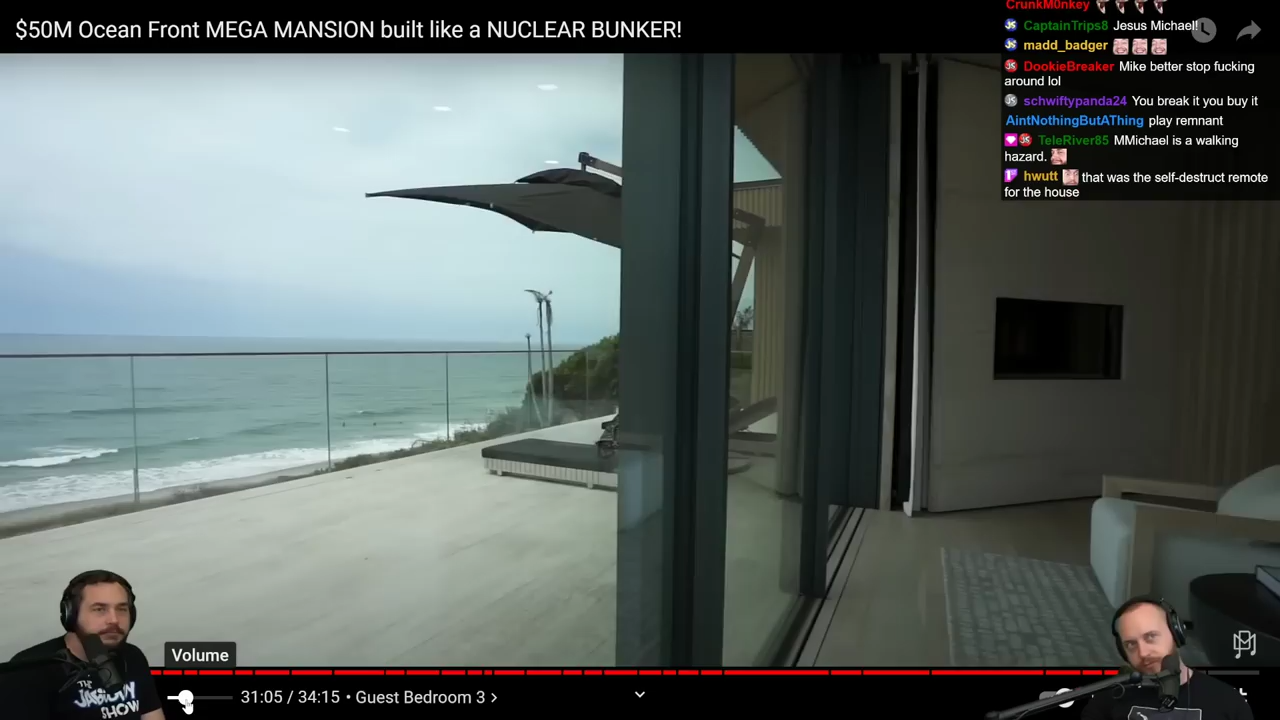 $50M Ocean Front MEGA MANSION built like a NUCLEAR BUNKER!
CrunkM0nkey
CaptainTrips8 Jesus Michael!
madd_badger
DookieBreaker Mike better stop fucking
around lol
schwiftypanda24 You break it you buy it
AintNothingButAThing play remnant
TeleRiver85 MMichael is a walking
hazard.
hwutt that was the self-destruct remote
for the house
Volume
31:05 / 34:15 • Guest Bedroom 3
THE
SHOW